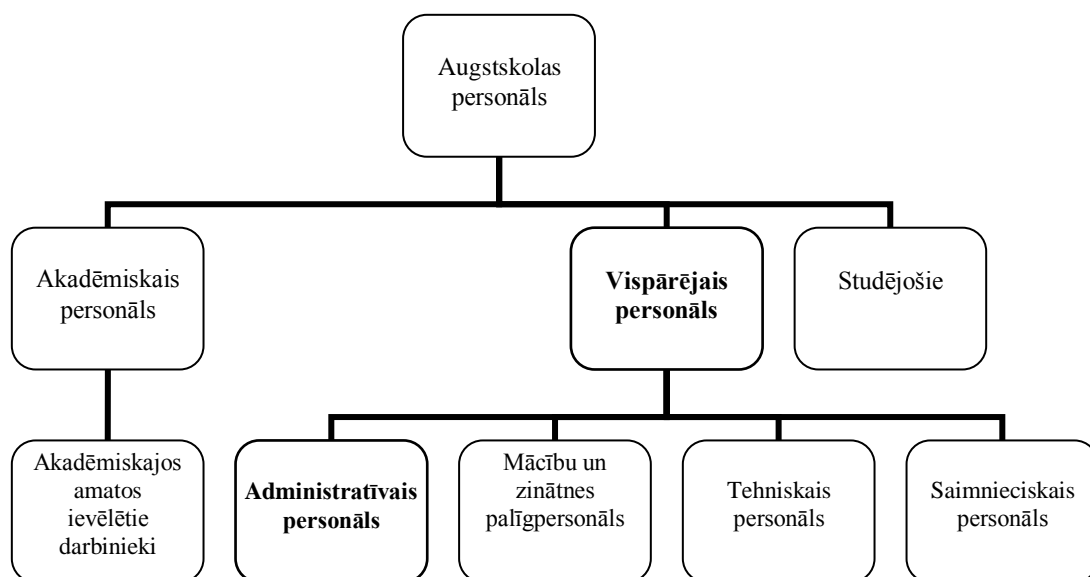 Augstskolas
personāls
Akadēmiskais
personāls
Vispārējais
personāls
Studējošie
Akadēmiskajos
amatos
ievēlētie
darbinieki
Administratīvais
personāls
Mācību un
zinātnes
palīgpersonāls
Tehniskais
personāls
Saimnieciskais
personāls